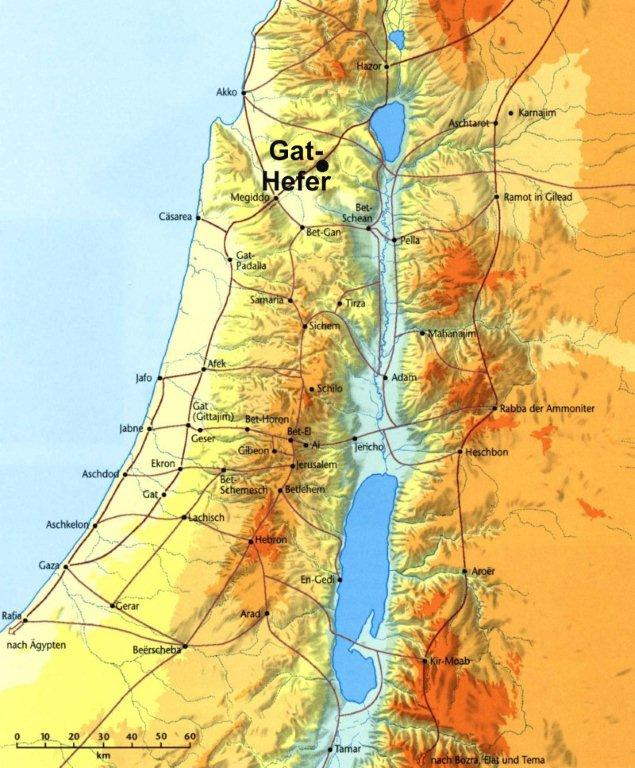 Hazor
Akko
Karnajim
Aschtarot
Gat-
Hefer
Megiddo
Ramot in Gilead
Cäsarea
Bet-
Schean
Bet-Gan
Pella
Gat-
Padalla
Samaria
Tirza
Sichem
Mahanajim
Afek
Jafo
Adam
Schilo
Gat
(Gittajim)
Rabba der Ammoniter
Jabne
Geser
Bet-Horon
Bet-El
Ai
Gibeon
Jericho
Heschbon
Ekron
Jerusalem
Aschdod
Bet-
Schemesch
Gat
Betlehem
Aschkelon
Lachisch
Hebron
Gaza
En-Gedi
Aroër
Gerar
Arad
Rafia
nach Ägypten
Beërscheba
Kir-Moab
0 10 20 30 40 50 60
km
Tamar
nach Bozra, Elat und Tema